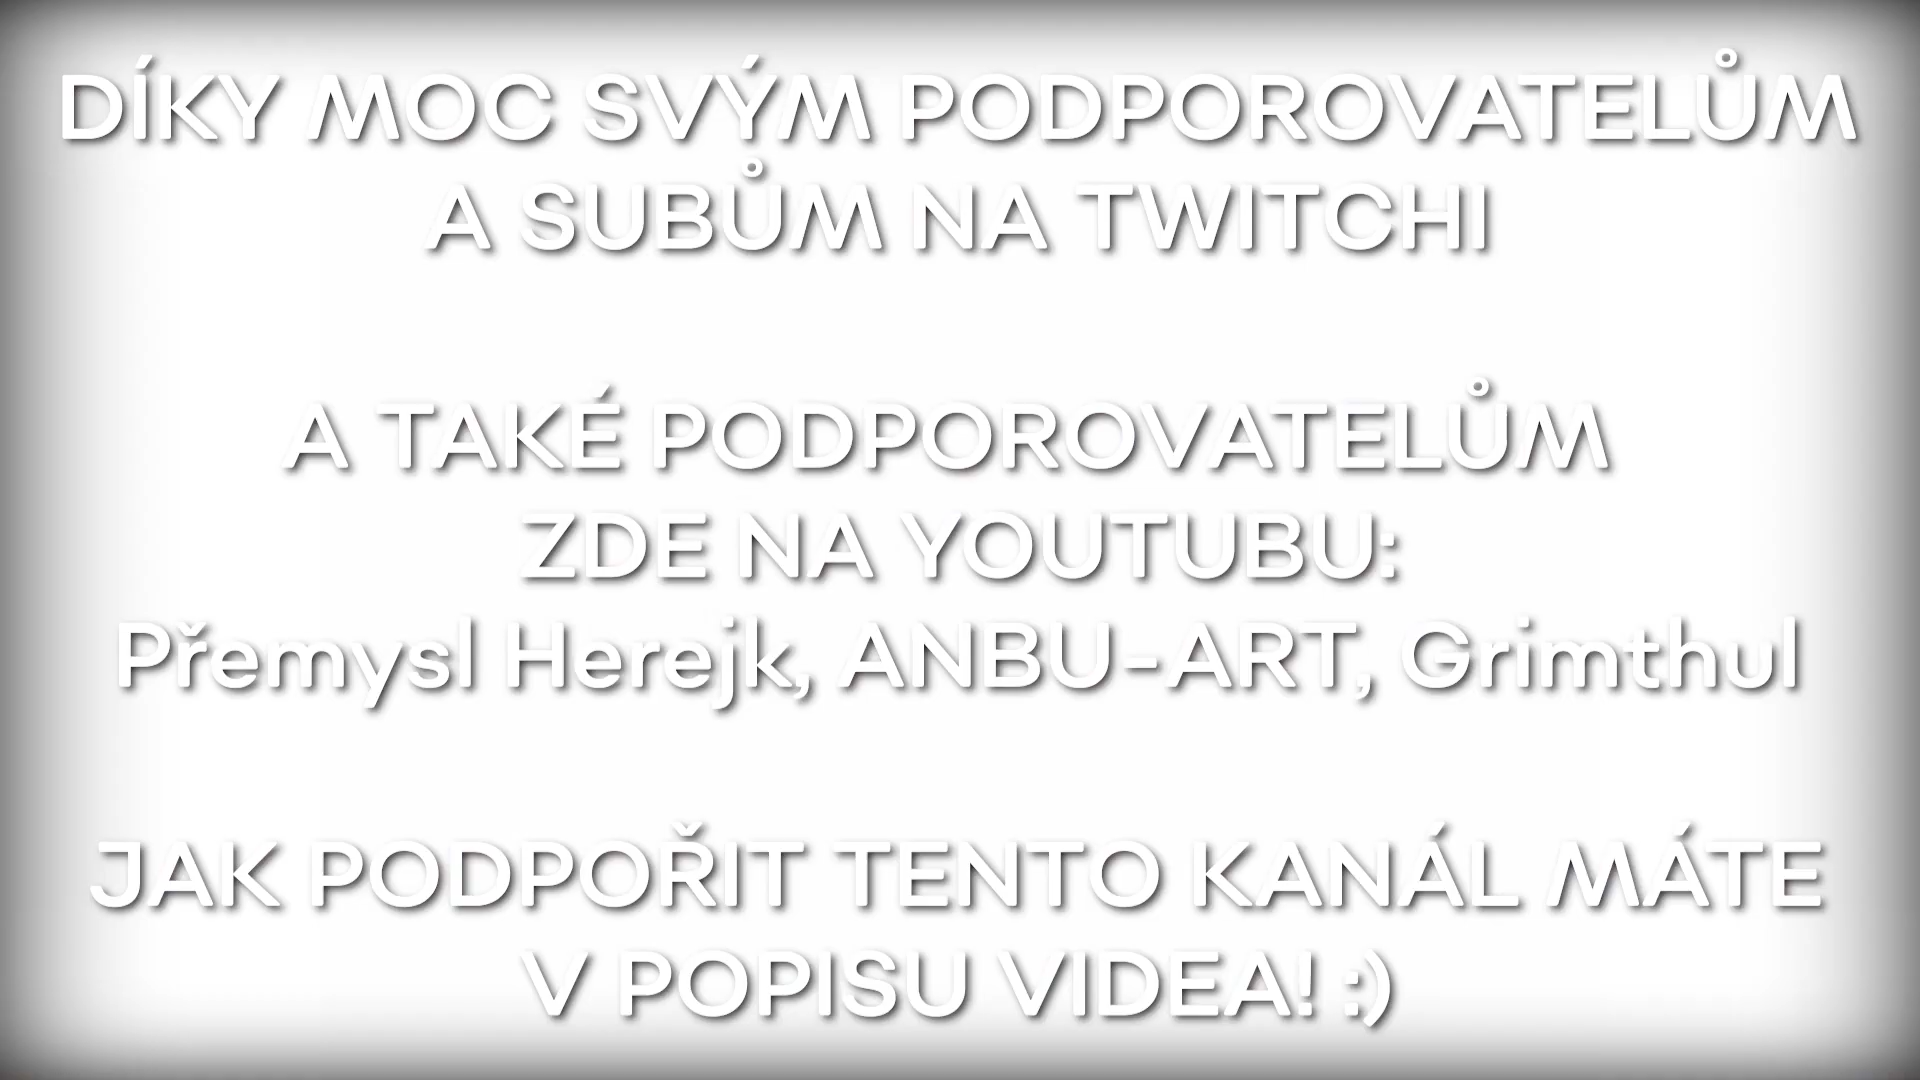 DÍKY MOC SVÝM PODPOROVATELŮM
A SUBŮM NA TWITCHI
A TAKÉ PODPOROVATELŮM
ZDE NA YOUTUBU:
Přemysl Herejk, ANBU-ART, Grimthul
JAK PODPOŘIT TENTO KANÁL MÁTE
V POPISU VIDEA! :)